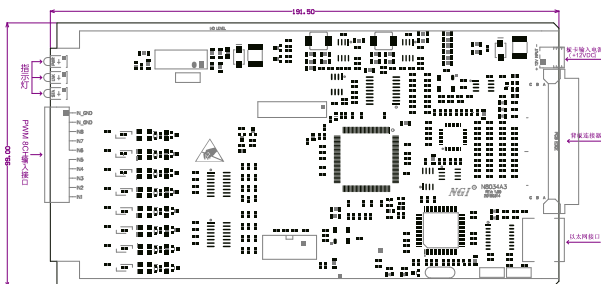 191.50
I/O LEVEL
板卡输入电源
(+12VDC)
指示灯
99.00
PWM 8CH输入接口
N_GND
N_GND
N8
N7
N6
N5
N4
N3
N2
N1
C B A
背板连接器
NGI
N8034A3
C B A
以太网接口